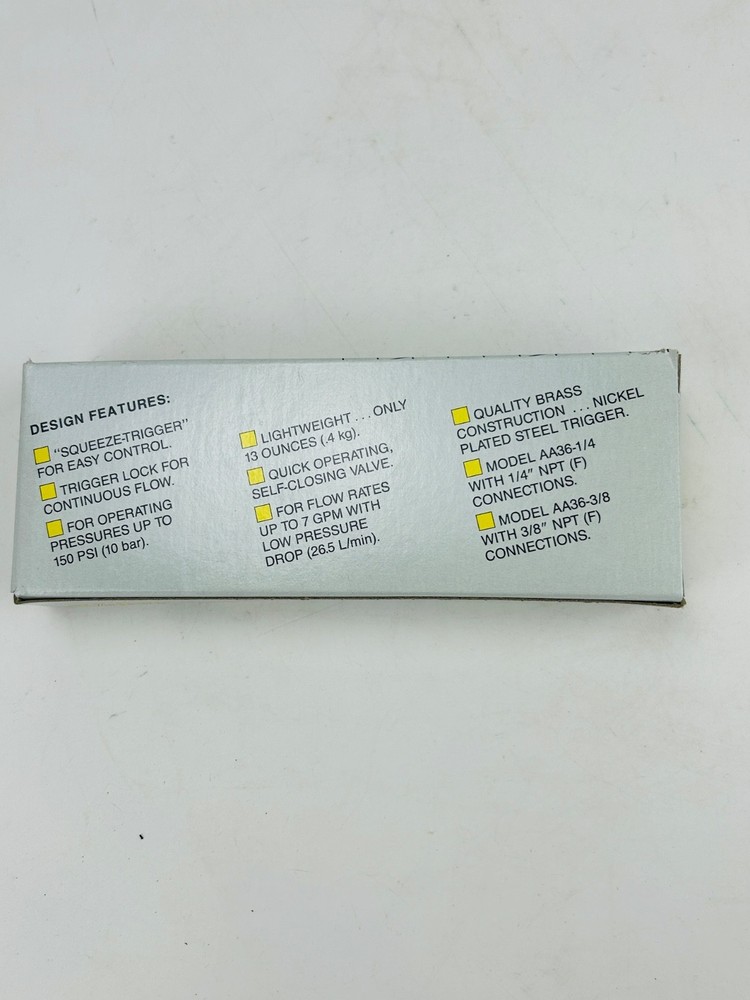 DESIGN FEATURES:
"SQUEEZE-TRIGGER"
FOR EASY CONTROL.
TRIGGER LOCK FOR
CONTINUOUS FLOW.
FOR OPERATING
PRESSURES UP TO
150 PSI (10 bar).
LIGHTWEIGHT . . . ONLY
13 OUNCES (.4 kg).
QUICK OPERATING,
SELF-CLOSING VALVE.
FOR FLOW RATES
UP TO 7 GPM WITH
LOW PRESSURE
DROP (26.5 L/min).
QUALITY BRASS
CONSTRUCTION . . . NICKEL
PLATED STEEL TRIGGER.
MODEL AA36-1/4
WITH 1/4" NPT (F)
CONNECTIONS.
MODEL AA36-3/8
WITH 3/8" NPT (F)
CONNECTIONS.